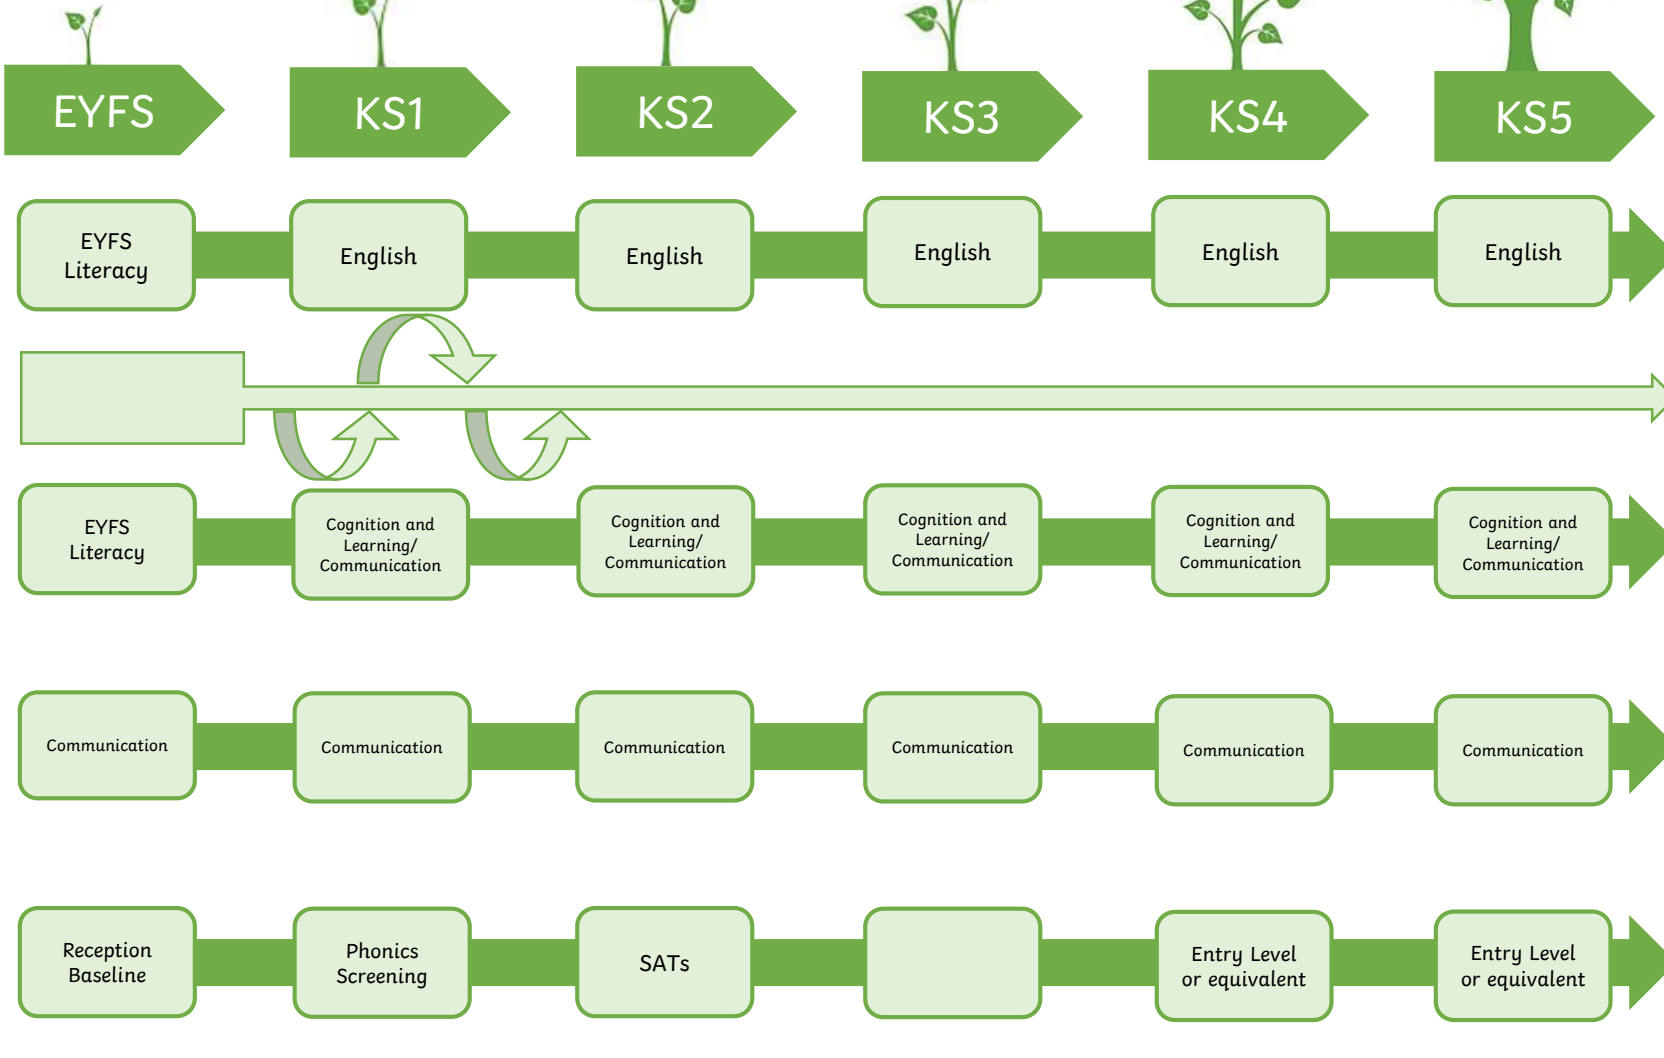 EYFS
KS1
KS2
KS3
KS4
KS5
EYFS
Literacy
English
English
English
English
English
EYFS
Literacy
Cognition and
Learning/
Communication
Cognition and
Learning/
Communication
Cognition and
Learning/
Communication
Cognition and
Learning/
Communication
Cognition and
Learning/
Communication
Communication
Communication
Communication
Communication
Communication
Communication
Reception
Baseline
Phonics
Screening
SATs
Entry Level
or equivalent
Entry Level
or equivalent